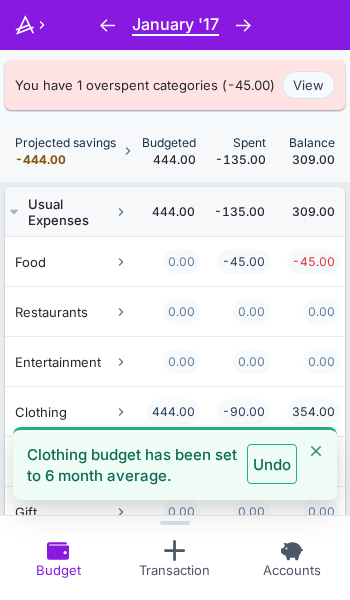 January '17
You have 1 overspent categories (-45.00) View
Projected savings Budgeted Spent Balance
-444.00 444.00 -135.00 309.00
Usual Expenses 444.00 -135.00 309.00
Food 0.00 -45.00 -45.00
Restaurants 0.00 0.00 0.00
Entertainment 0.00 0.00 0.00
Clothing 444.00 -90.00 354.00
Clothing budget has been set
to 6 month average.
Undo
Gift 0.00 0.00 0.00
Budget Transaction Accounts